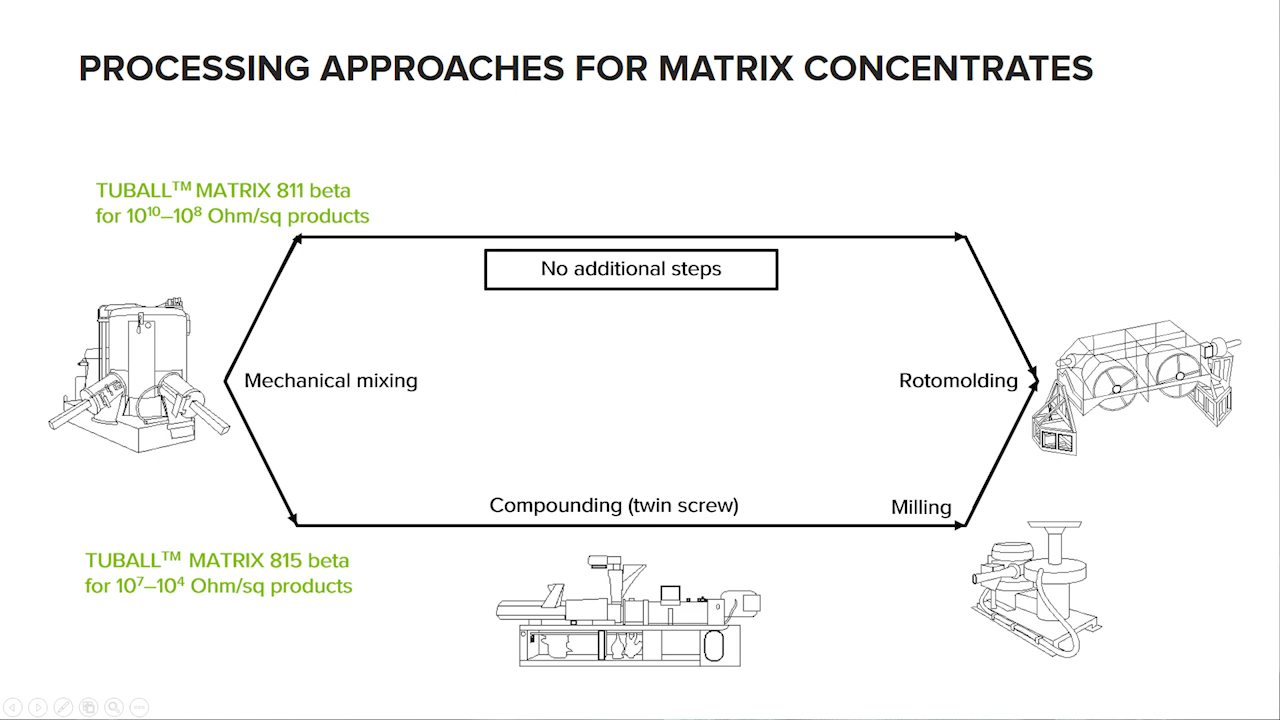 PROCESSING APPROACHES FOR MATRIX CONCENTRATES
TUBALL™ MATRIX 811 beta
for 10¹⁰–10⁸ Ohm/sq products
No additional steps
Mechanical mixing
Rotomolding
Compounding (twin screw)
Milling
TUBALL™ MATRIX 815 beta
for 10⁷–10⁴ Ohm/sq products